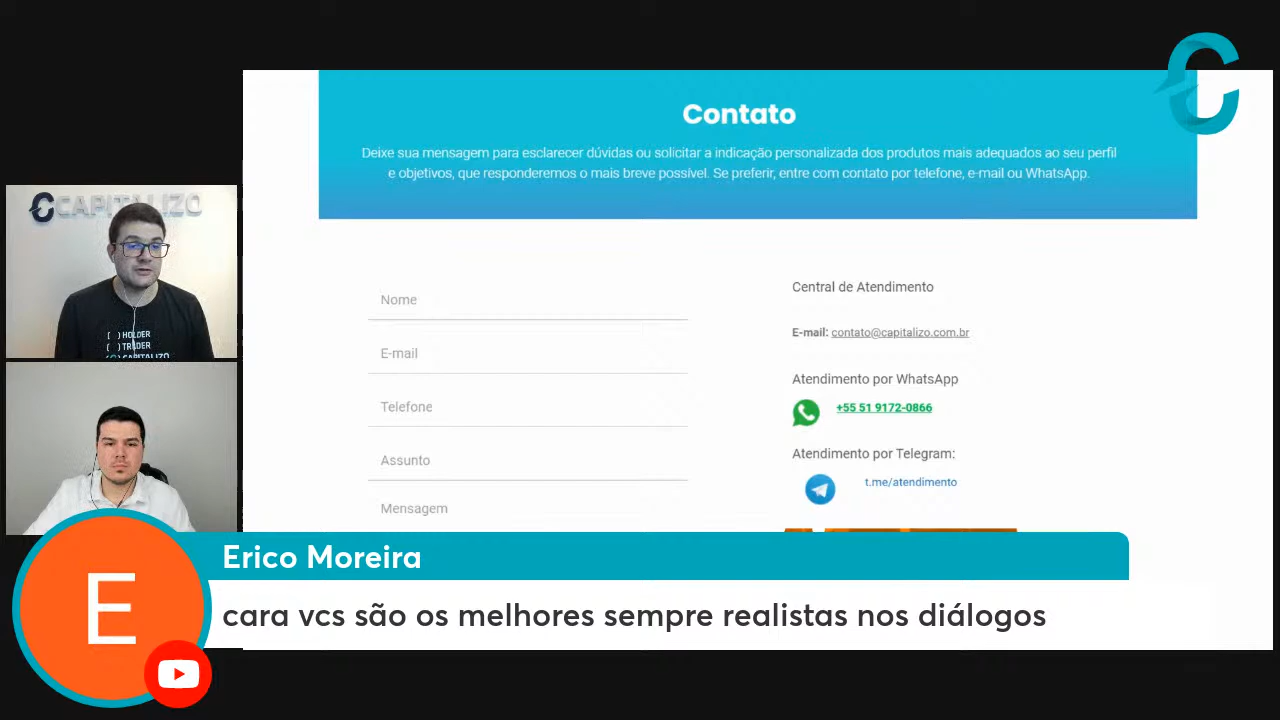 Contato
Deixe sua mensagem para esclarecer dúvidas ou solicitar a indicação personalizada dos produtos mais adequados ao seu perfil
e objetivos, que responderemos o mais breve possível. Se preferir, entre com contato por telefone, e-mail ou WhatsApp.
CAPITALIZO
[ ] HOLDER
[ ] TRADER
CAPITALIZO
Nome
E-mail
Telefone
Assunto
Mensagem
Central de Atendimento
E-mail: contato@capitalizo.com.br
Atendimento por WhatsApp
+55 51 9172-0866
Atendimento por Telegram:
t.me/atendimento
E
Erico Moreira
cara vcs são os melhores sempre realistas nos diálogos